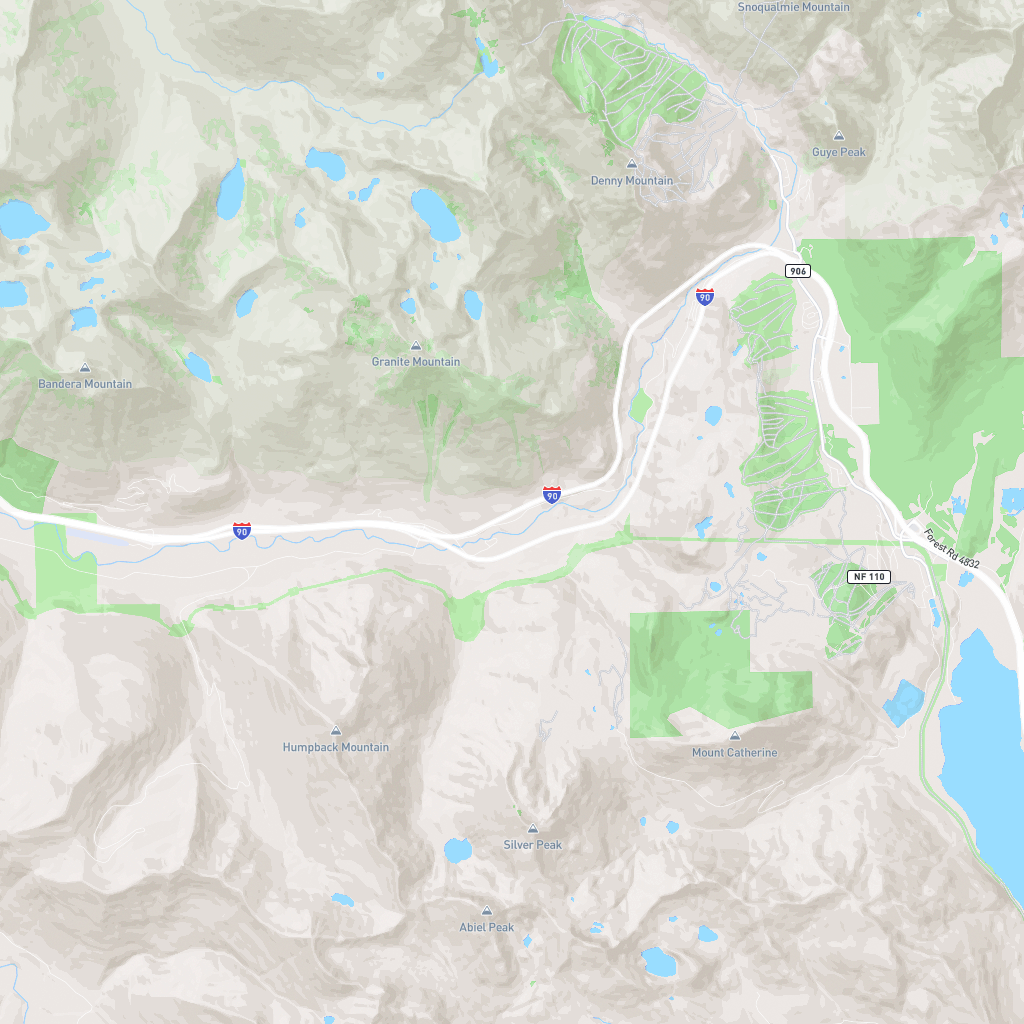 Snoqualmie Mountain
Guye Peak
Denny Mountain
906
90
Granite Mountain
Bandera Mountain
90
90
Forest Rd 4832
NF 110
Humpback Mountain
Mount Catherine
Silver Peak
Abiel Peak